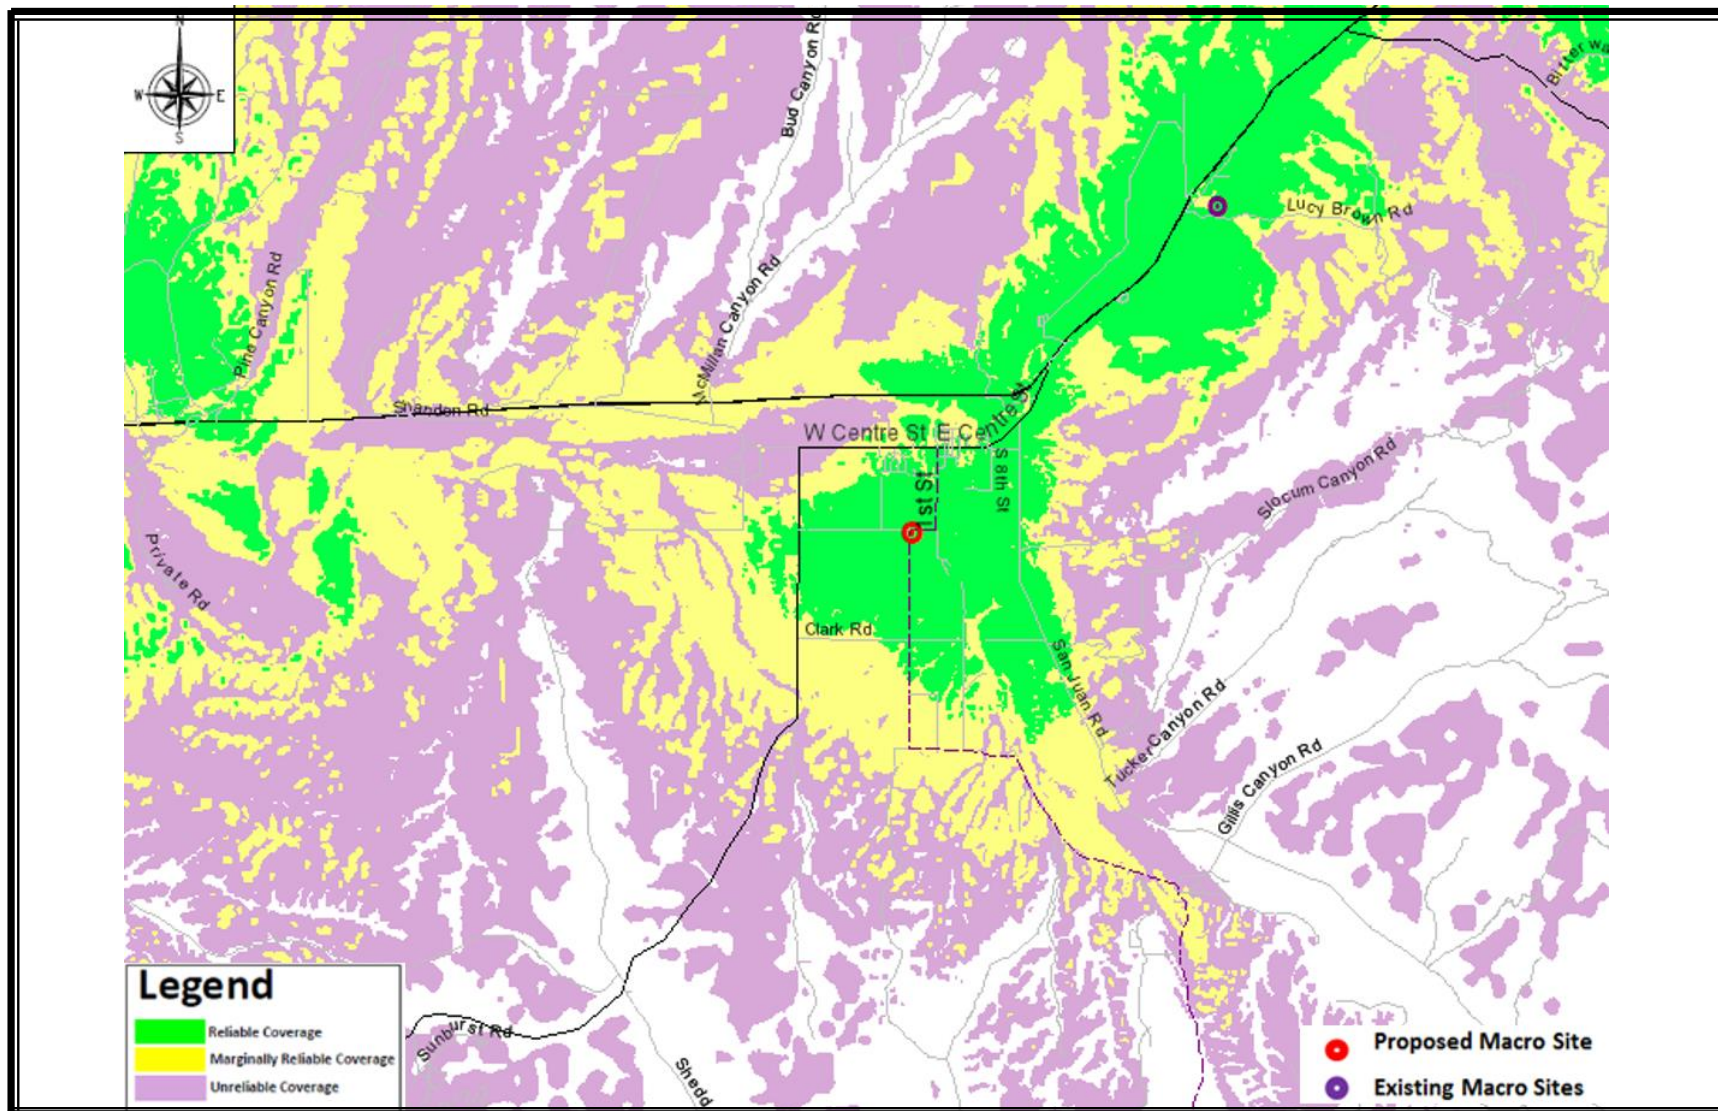 N
W E
S
Bud Canyon Rd
Lucy Brown Rd
Pine Canyon Rd
McMillan Canyon Rd
Shandon Rd
W Centre St
E Centre St
1st St
S 8th St
Slocum Canyon Rd
Private Rd
Clark Rd
San Juan Rd
Tucker Canyon Rd
Gillis Canyon Rd
Sunburst Rd
Shedd
Legend
Reliable Coverage
Marginally Reliable Coverage
Unreliable Coverage
Proposed Macro Site
Existing Macro Sites